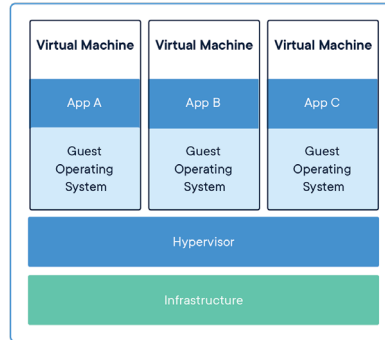 Virtual Machine Virtual Machine Virtual Machine
App A App B App C
Guest Guest Guest
Operating Operating Operating
System System System
Hypervisor
Infrastructure